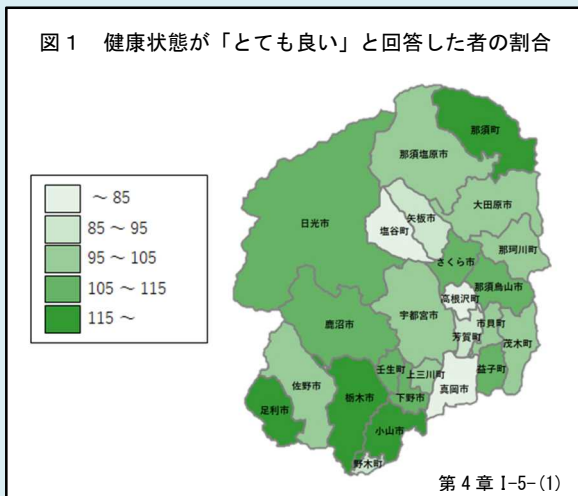 図1 健康状態が「とても良い」と回答した者の割合
~ 85
85 ~ 95
95 ~ 105
105 ~ 115
115 ~
那須町
那須塩原市
大田原市
日光市
矢板市
塩谷町
那珂川町
さくら市
那須烏山市
高根沢町
宇都宮市
市貝町
芳賀町
茂木町
鹿沼市
壬生町
上三川町
益子町
真岡市
佐野市
栃木市
下野市
足利市
小山市
野木町
第4章 I-5-(1)